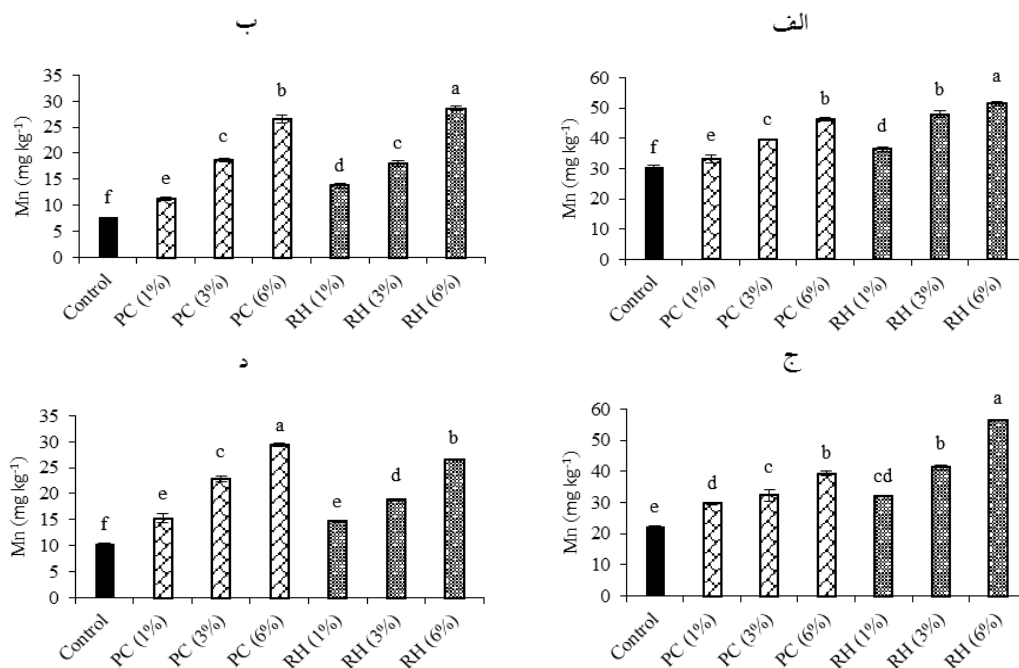 الف
Mn (mg kg-1)
60
50
40
30
20
10
0
f
e
c
b
d
b
a
Control
PC (1%)
PC (3%)
PC (6%)
RH (1%)
RH (3%)
RH (6%)
ب
Mn (mg kg-1)
35
30
25
20
15
10
5
0
f
e
c
b
d
c
a
Control
PC (1%)
PC (3%)
PC (6%)
RH (1%)
RH (3%)
RH (6%)
ج
Mn (mg kg-1)
60
50
40
30
20
10
0
e
d
c
b
cd
b
a
Control
PC (1%)
PC (3%)
PC (6%)
RH (1%)
RH (3%)
RH (6%)
د
Mn (mg kg-1)
35
30
25
20
15
10
5
0
f
e
c
a
e
d
b
Control
PC (1%)
PC (3%)
PC (6%)
RH (1%)
RH (3%)
RH (6%)